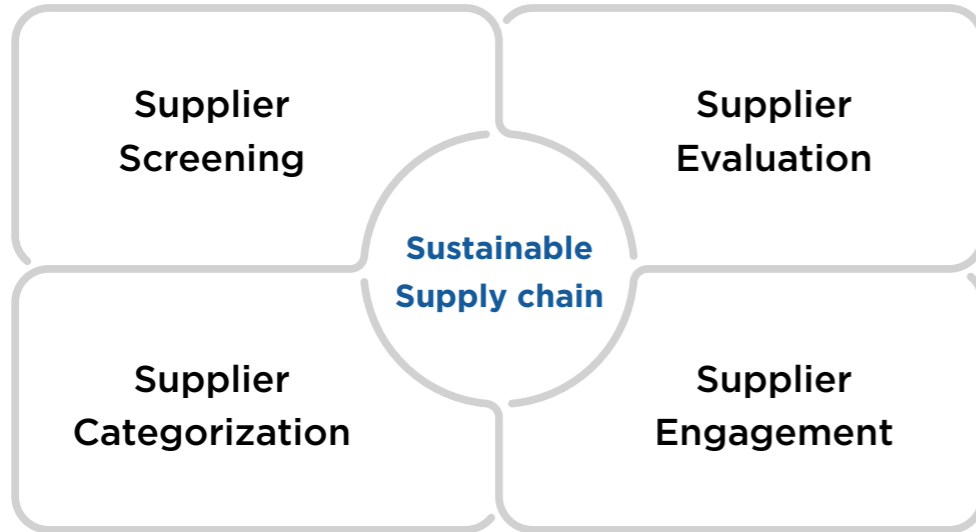 Supplier
Screening
Supplier
Evaluation
Sustainable
Supply chain
Supplier
Categorization
Supplier
Engagement